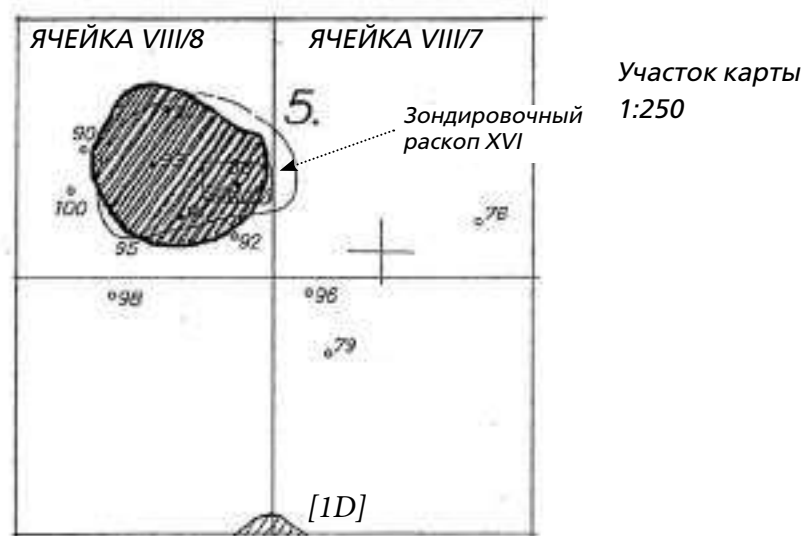 ЯЧЕЙКА VIII/8
ЯЧЕЙКА VIII/7
Участок карты
1:250
5.
Зондировочный
раскоп XVI
90
100
95
92
78
98
96
79
[1D]